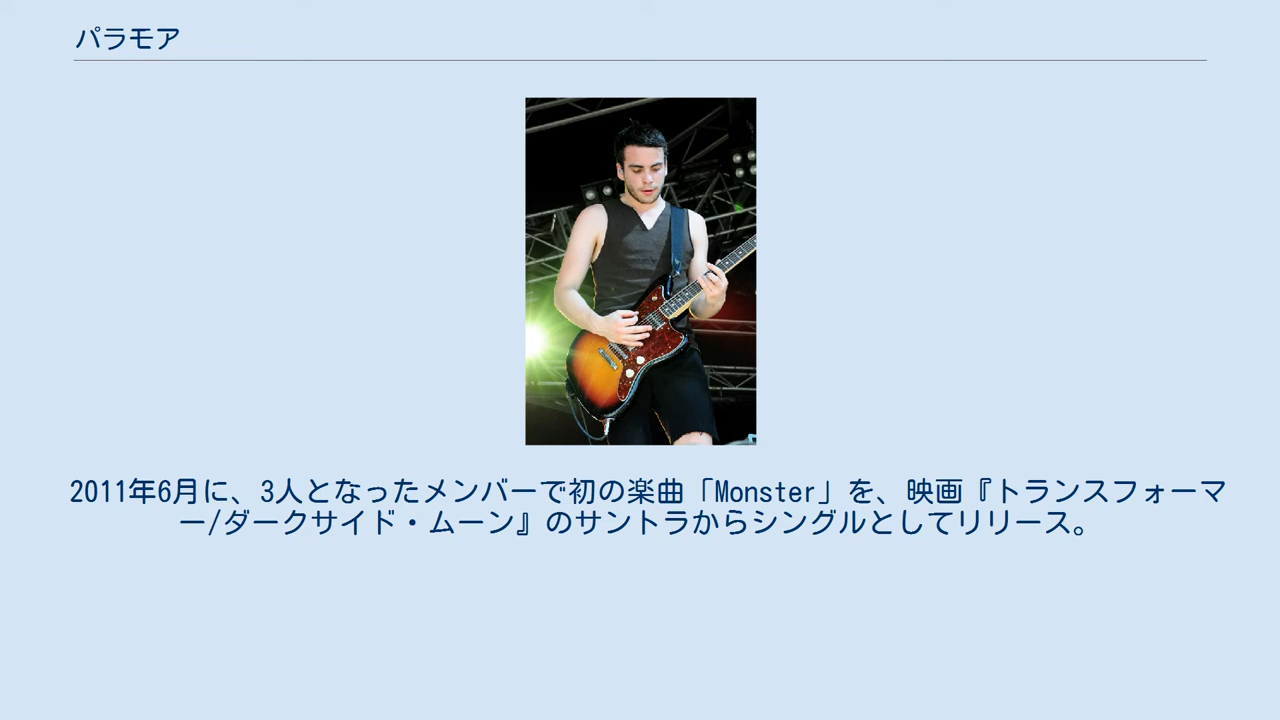 パラモア
2011年6月に、3人となったメンバーで初の楽曲「Monster」を、映画『トランスフォーマ
ー/ダークサイド・ムーン』のサントラからシングルとしてリリース。